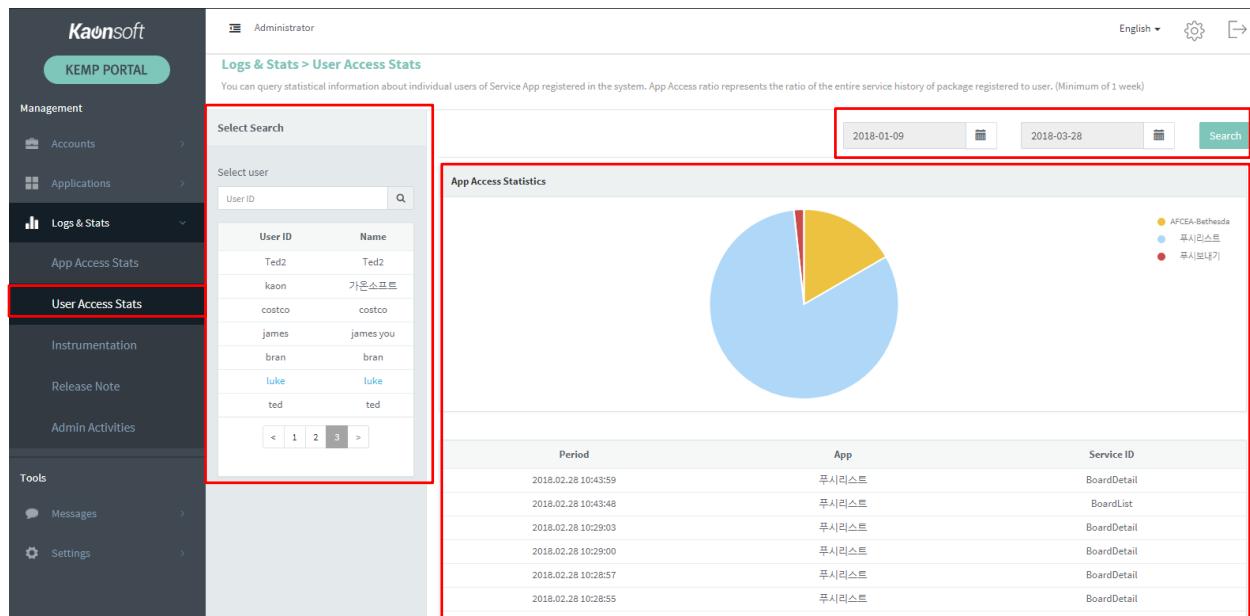 Kaonsoft
KEMP PORTAL
Management
Accounts
Applications
Logs & Stats
App Access Stats
User Access Stats
Instrumentation
Release Note
Admin Activities
Tools
Messages
Settings
Administrator
English
Logs & Stats > User Access Stats
You can query statistical information about individual users of Service App registered in the system. App Access ratio represents the ratio of the entire service history of package registered to user. (Minimum of 1 week)
Select Search
Select user
User ID
User ID Name
Ted2 Ted2
kaon 가온소프트
costco costco
james james you
bran bran
luke luke
ted ted
< 1 2 3 >
2018-01-09 2018-03-28 Search
App Access Statistics
AFCEA-Bethesda
푸시리스트
푸시보내기
Period App Service ID
2018.02.28 10:43:59 푸시리스트 BoardDetail
2018.02.28 10:43:48 푸시리스트 BoardList
2018.02.28 10:29:03 푸시리스트 BoardDetail
2018.02.28 10:29:00 푸시리스트 BoardDetail
2018.02.28 10:28:57 푸시리스트 BoardDetail
2018.02.28 10:28:55 푸시리스트 BoardDetail